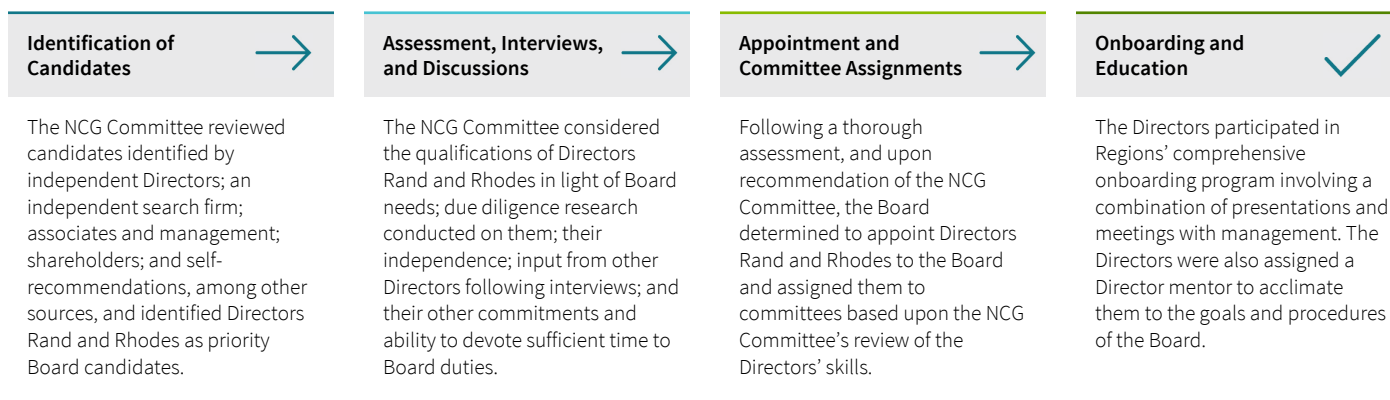 Identification of
Candidates
The NCG Committee reviewed
candidates identified by
independent Directors; an
independent search firm;
associates and management;
shareholders; and self-
recommendations, among other
sources, and identified Directors
Rand and Rhodes as priority
Board candidates.
Assessment, Interviews,
and Discussions
The NCG Committee considered
the qualifications of Directors
Rand and Rhodes in light of Board
needs; due diligence research
conducted on them; their
independence; input from other
Directors following interviews; and
their other commitments and
ability to devote sufficient time to
Board duties.
Appointment and
Committee Assignments
Following a thorough
assessment, and upon
recommendation of the NCG
Committee, the Board
determined to appoint Directors
Rand and Rhodes to the Board
and assigned them to
committees based upon the NCG
Committee’s review of the
Directors’ skills.
Onboarding and
Education
The Directors participated in
Regions’ comprehensive
onboarding program involving a
combination of presentations and
meetings with management. The
Directors were also assigned a
Director mentor to acclimate
them to the goals and procedures
of the Board.